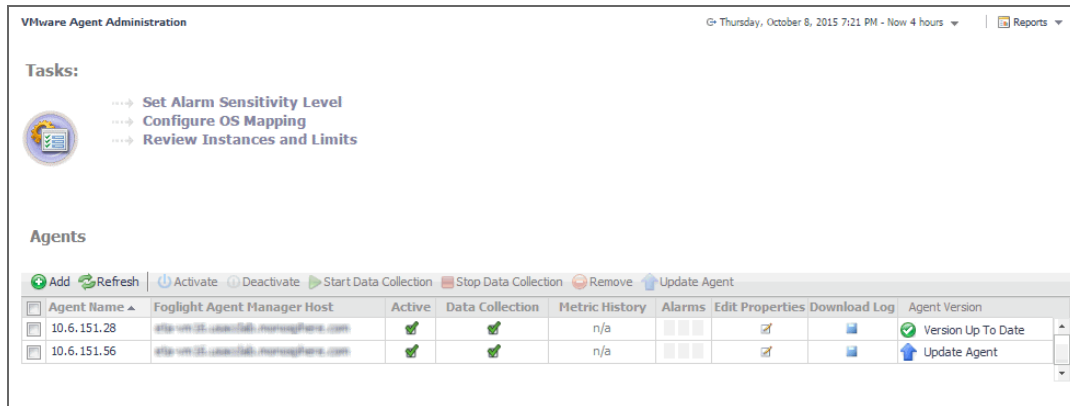 VMware Agent Administration
Thursday, October 8, 2015 7:21 PM - Now 4 hours
Reports
Tasks:
Set Alarm Sensitivity Level
Configure OS Mapping
Review Instances and Limits
Agents
Add Refresh Activate Deactivate Start Data Collection Stop Data Collection Remove Update Agent
Agent Name Foglight Agent Manager Host Active Data Collection Metric History Alarms Edit Properties Download Log Agent Version
10.6.151.28 n/a Version Up To Date
10.6.151.56 n/a Update Agent